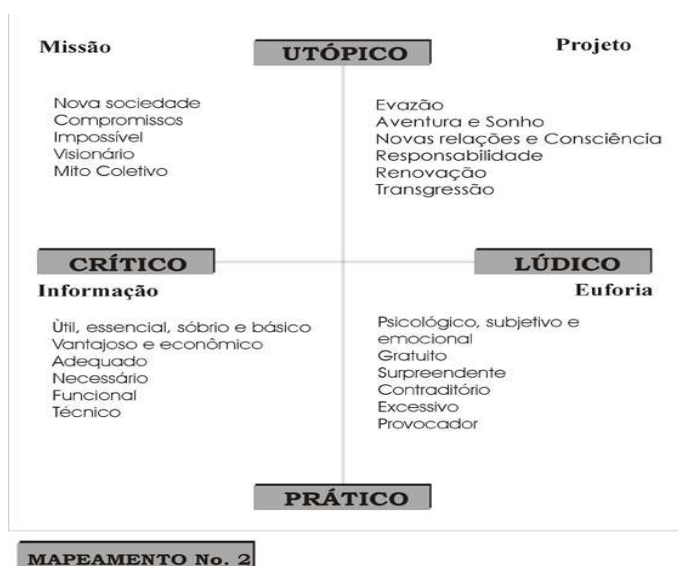 Missão
UTÓPICO
Projeto
Nova sociedade
Compromissos
Impossível
Visionário
Mito Coletivo
Evazão
Aventura e Sonho
Novas relações e Consciência
Responsabilidade
Renovação
Transgressão
CRÍTICO
LÚDICO
Informação
Euforia
Ùtil, essencial, sóbrio e básico
Vantajoso e econômico
Adequado
Necessário
Funcional
Técnico
Psicológico, subjetivo e
emocional
Gratuito
Surpreendente
Contraditório
Excessivo
Provocador
PRÁTICO
MAPEAMENTO No. 2